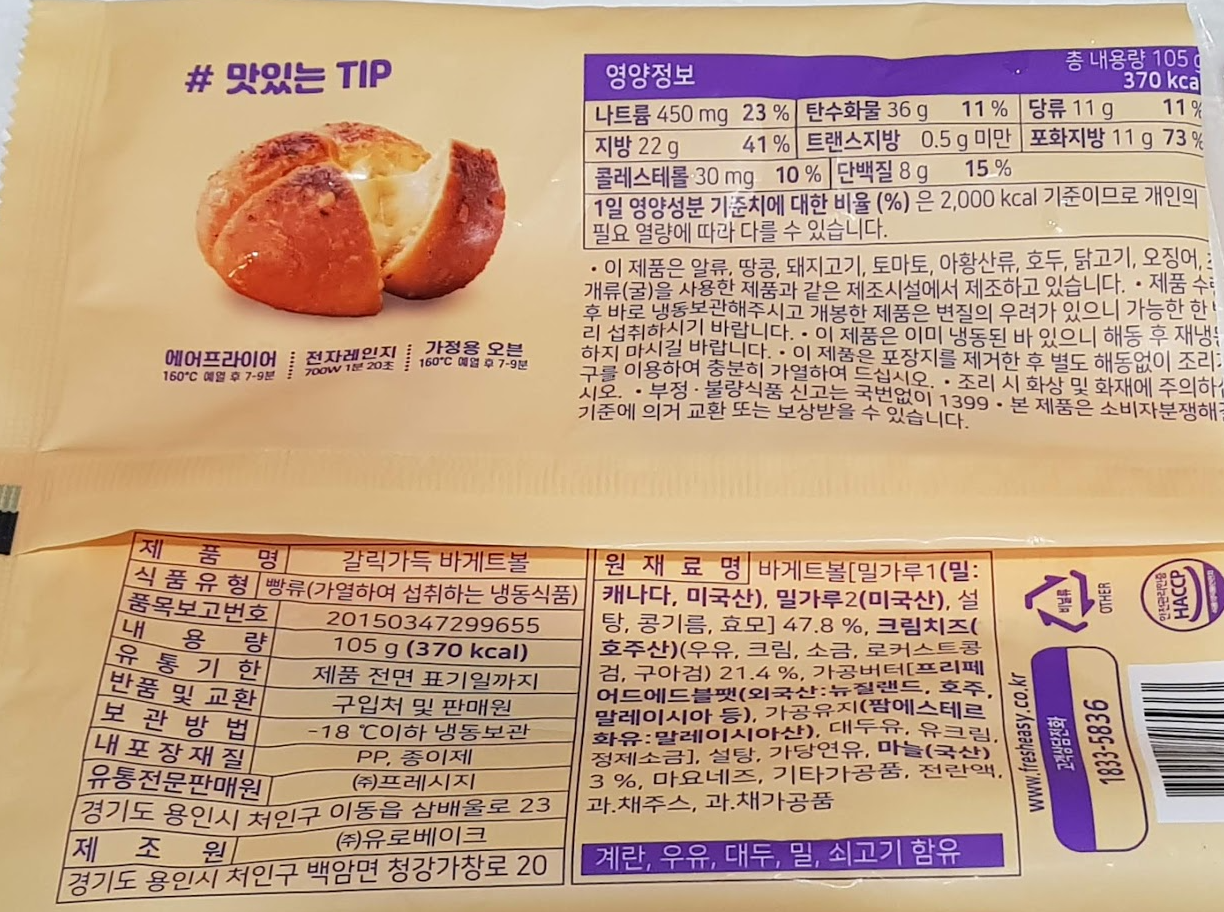 # 맛있는 TIP
에어프라이어
160℃ 예열 후 7-9분
전자레인지
700W 1분 20초
가정용 오븐
160℃ 예열 후 7-9분
영양정보
총 내용량 105 g
370 kca
나트륨 450 mg 23 % 탄수화물 36 g 11 % 당류 11 g 11 %
지방 22 g 41 % 트랜스지방 0.5 g 미만 포화지방 11 g 73 %
콜레스테롤 30 mg 10 % 단백질 8 g 15 %
1일 영양성분 기준치에 대한 비율 (%) 은 2,000 kcal 기준이므로 개인의
필요 열량에 따라 다를 수 있습니다.
• 이 제품은 알류, 땅콩, 돼지고기, 토마토, 아황산류, 호두, 닭고기, 오징어,
개류(굴)을 사용한 제품과 같은 제조시설에서 제조하고 있습니다. • 제품
후 바로 냉동보관해주시고 개봉한 제품은 변질의 우려가 있으니 가능한 한
리 섭취하시기 바랍니다. • 이 제품은 이미 냉동된 바 있으니 해동 후 재냉
하지 마시길 바랍니다. • 이 제품은 포장지를 제거한 후 별도 해동없이 조리
구를 이용하여 충분히 가열하여 드십시오. • 조리 시 화상 및 화재에 주의하
시오. • 부정 · 불량식품 신고는 국번없이 1399 • 본 제품은 소비자분쟁해
기준에 의거 교환 또는 보상받을 수 있습니다.
제 품 명 갈릭가득 바게트볼
식품유형 빵류(가열하여 섭취하는 냉동식품)
품목보고번호 20150347299655
내 용 량 105 g (370 kcal)
유 통 기 한 제품 전면 표기일까지
반품 및 교환 구입처 및 판매원
보 관 방 법 -18 ℃이하 냉동보관
내포장재질 PP, 종이제
유통전문판매원 ㈜프레시지
경기도 용인시 처인구 이동읍 삼배울로 23
제 조 원 ㈜유로베이크
경기도 용인시 처인구 백암면 청강가창로 20
원 재 료 명 바게트볼[밀가루1(밀:
캐나다, 미국산), 밀가루2(미국산), 설
탕, 콩기름, 효모] 47.8 %, 크림치즈(
호주산)(우유, 크림, 소금, 로커스트콩
검, 구아검) 21.4 %, 가공버터[프리페
어드에드블팻(외국산:뉴질랜드, 호주,
말레이시아 등), 가공유지(팜에스테르
화유:말레이시아산), 대두유, 유크림,
정제소금], 설탕, 가당연유, 마늘(국산)
3 %, 마요네즈, 기타가공품, 전란액,
과.채주스, 과.채가공품
계란, 우유, 대두, 밀, 쇠고기 함유
비닐류
OTHER
HACCP
www.fresheasy.co.kr
고객상담전화
1833-5836